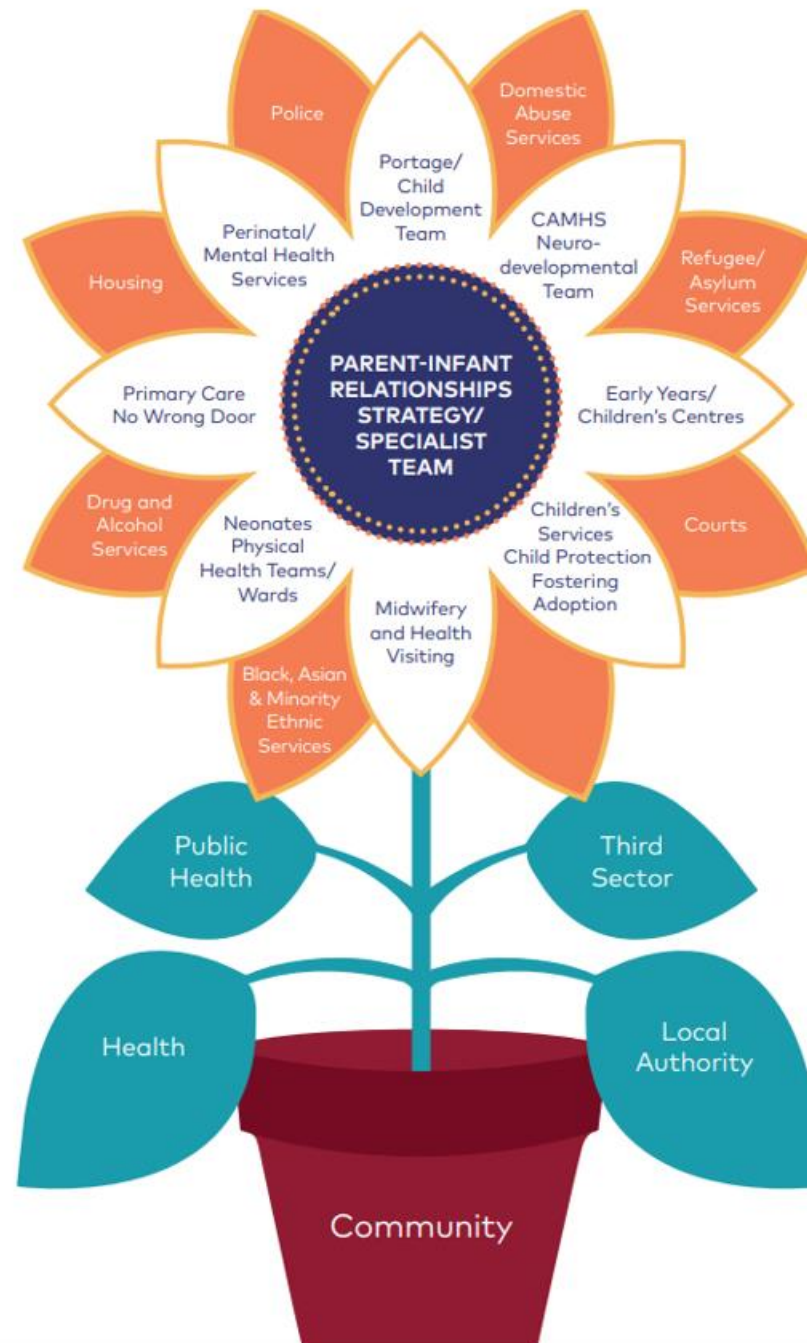 Police
Domestic
Abuse
Services
Portage/
Child
Development
Team
Perinatal/
Mental Health
Services
CAMHS
Neuro-
developmental
Team
Housing
Refugee/
Asylum
Services
PARENT-INFANT
RELATIONSHIPS
STRATEGY/
SPECIALIST
TEAM
Primary Care
No Wrong Door
Early Years/
Children's Centres
Drug and
Alcohol
Services
Neonates
Physical
Health Teams/
Wards
Children's
Services
Child Protection
Fostering
Adoption
Courts
Midwifery
and Health
Visiting
Black, Asian
& Minority
Ethnic
Services
Public
Health
Third
Sector
Health
Local
Authority
Community